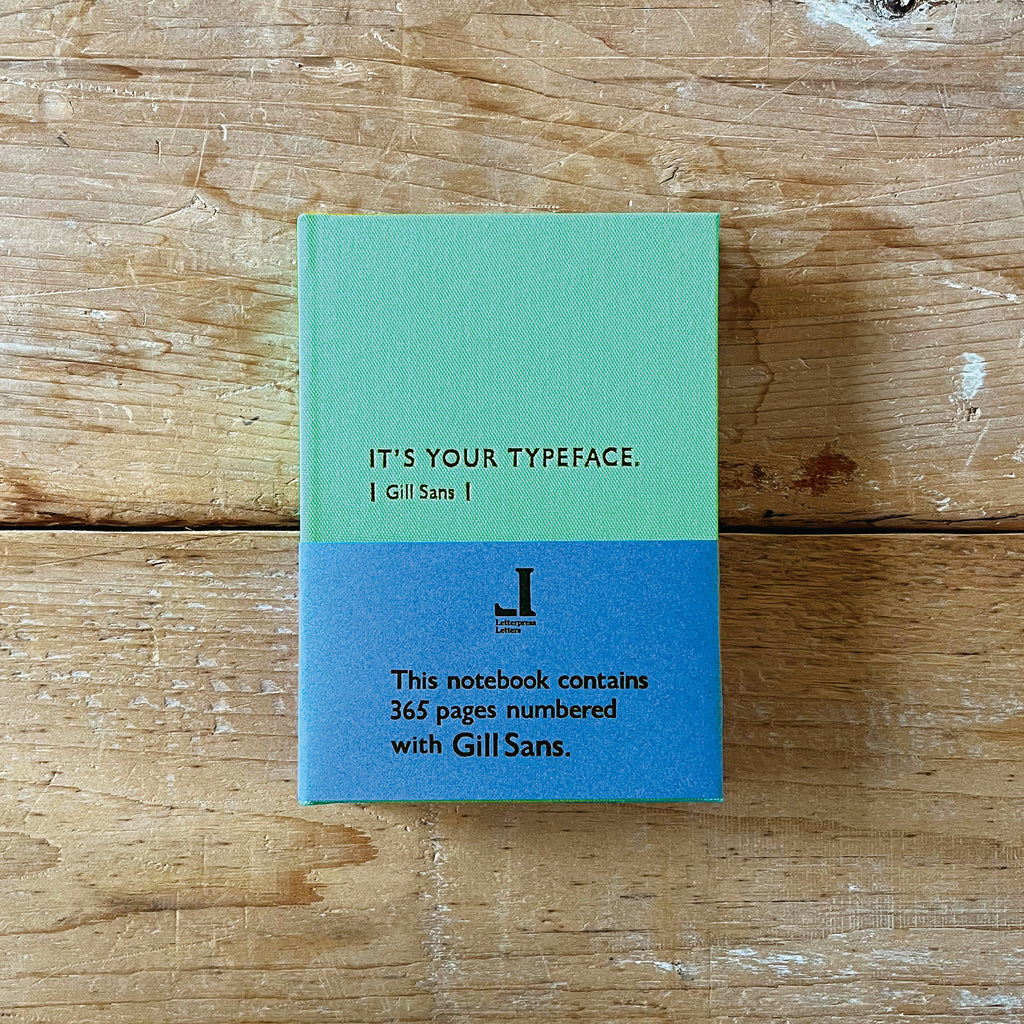 IT'S YOUR TYPEFACE.
[ Gill Sans ]
Letterpress
Letters
This notebook contains
365 pages numbered
with Gill Sans.